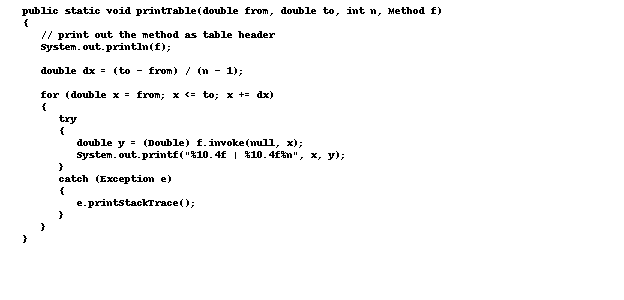 public static void printTable(double from, double to, int n, Method f)
{
// print out the method as table header
System.out.println(f);
double dx = (to - from) / (n - 1);
for (double x = from; x <= to; x += dx)
{
try
{
double y = (Double) f.invoke(null, x);
System.out.printf("%10.4f | %10.4f%n", x, y);
}
catch (Exception e)
{
e.printStackTrace();
}
}
}